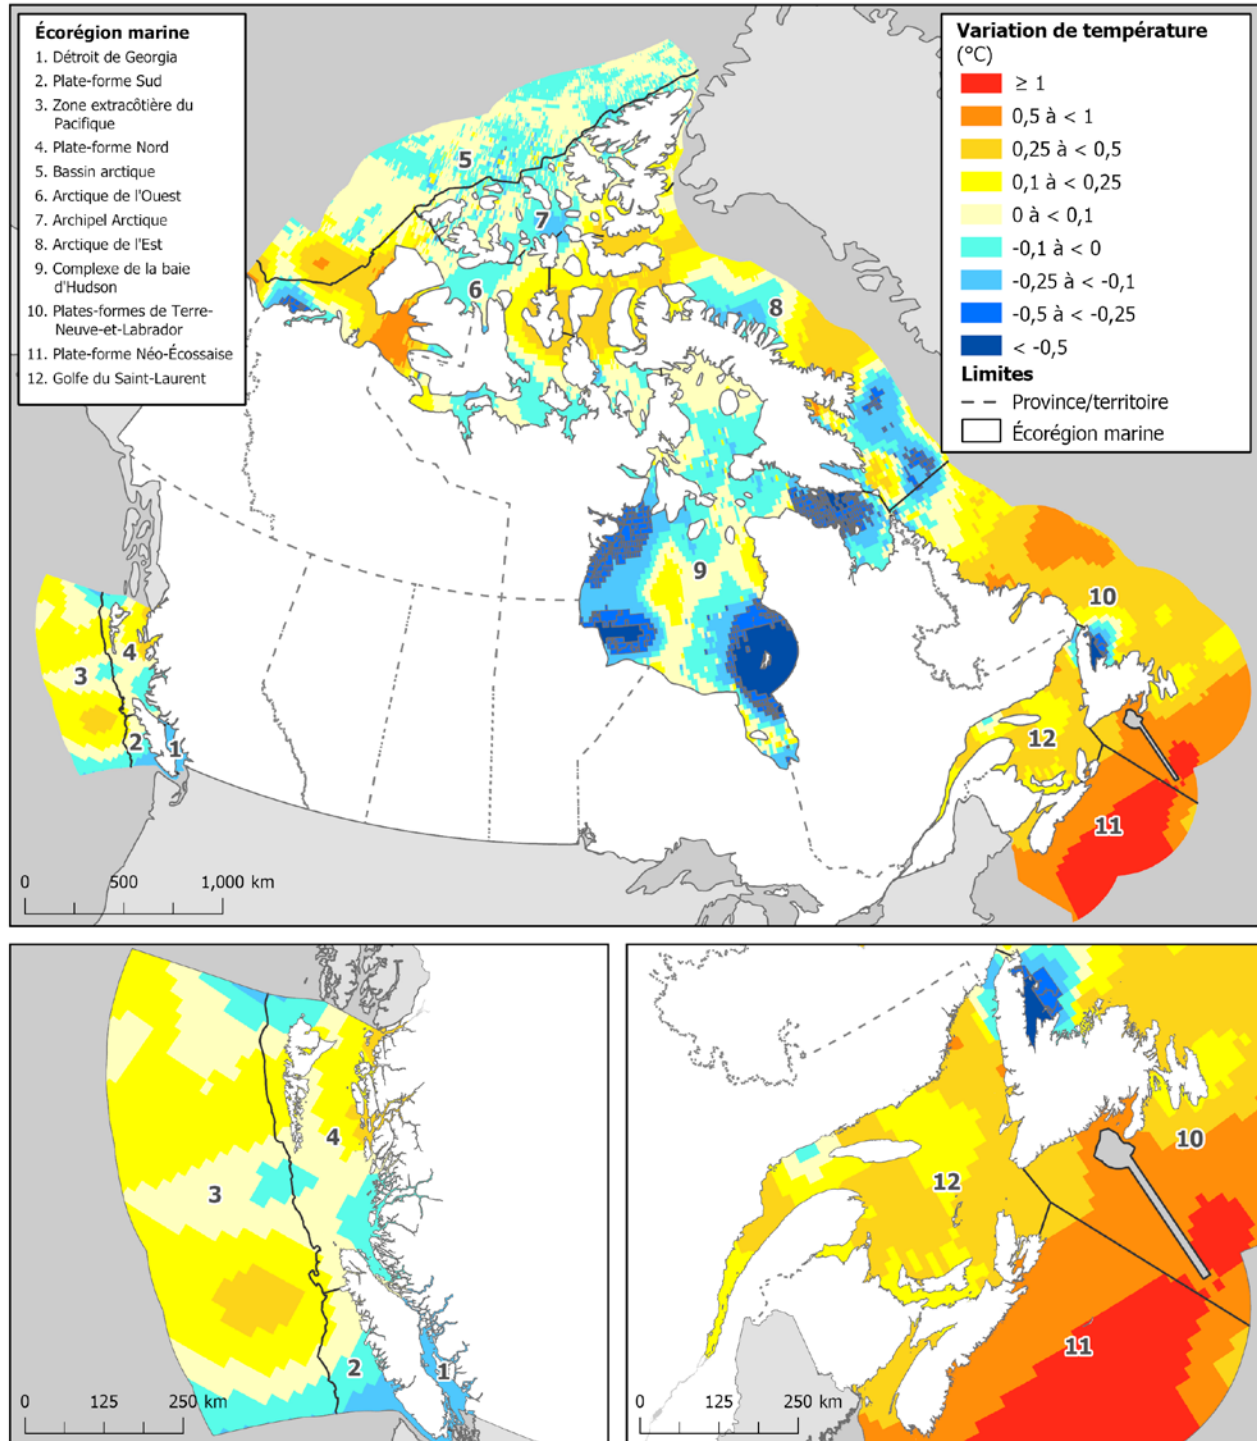 Écorégion marine
1. Détroit de Georgia
2. Plate-forme Sud
3. Zone extracôtière du
Pacifique
4. Plate-forme Nord
5. Bassin arctique
6. Arctique de l'Ouest
7. Archipel Arctique
8. Arctique de l'Est
9. Complexe de la baie
d'Hudson
10. Plates-formes de Terre-
Neuve-et-Labrador
11. Plate-forme Néo-Écossaise
12. Golfe du Saint-Laurent
Variation de température
(°C)
≥ 1
0,5 à < 1
0,25 à < 0,5
0,1 à < 0,25
0 à < 0,1
-0,1 à < 0
-0,25 à < -0,1
-0,5 à < -0,25
< -0,5
Limites
Province/territoire
Écorégion marine
5
7
6
8
9
10
4
3
2
1
12
11
0 500 1,000 km
4
3
2
1
0 125 250 km
10
12
11
0 125 250 km